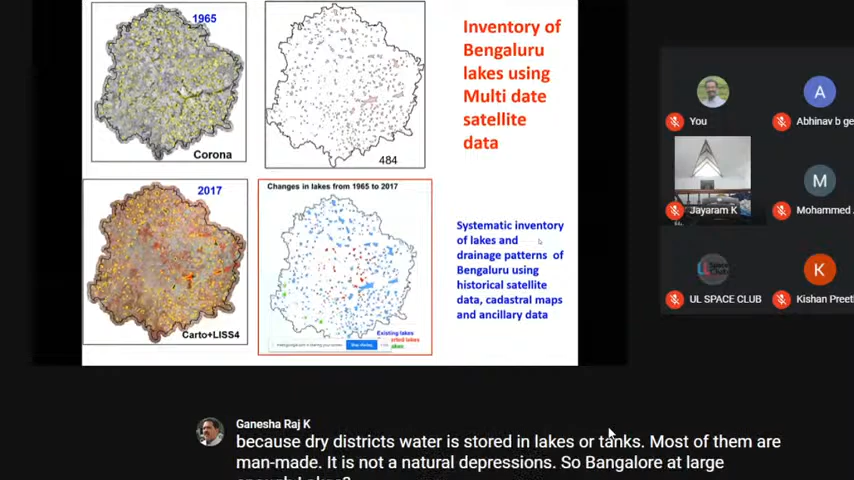 1965
Corona
484
Inventory of
Bengaluru
lakes using
Multi date
satellite
data
2017
Carto+LISS4
Changes in lakes from 1965 to 2017
Existing lakes
Systematic inventory
of lakes and
drainage patterns of
Bengaluru using
historical satellite
data, cadastral maps
and ancillary data
You
A
Abhinav b ge
Jayaram K
M
Mohammed
UL SPACE CLUB
K
Kishan Preet
Ganesha Raj K
because dry districts water is stored in lakes or tanks. Most of them are
man-made. It is not a natural depressions. So Bangalore at large